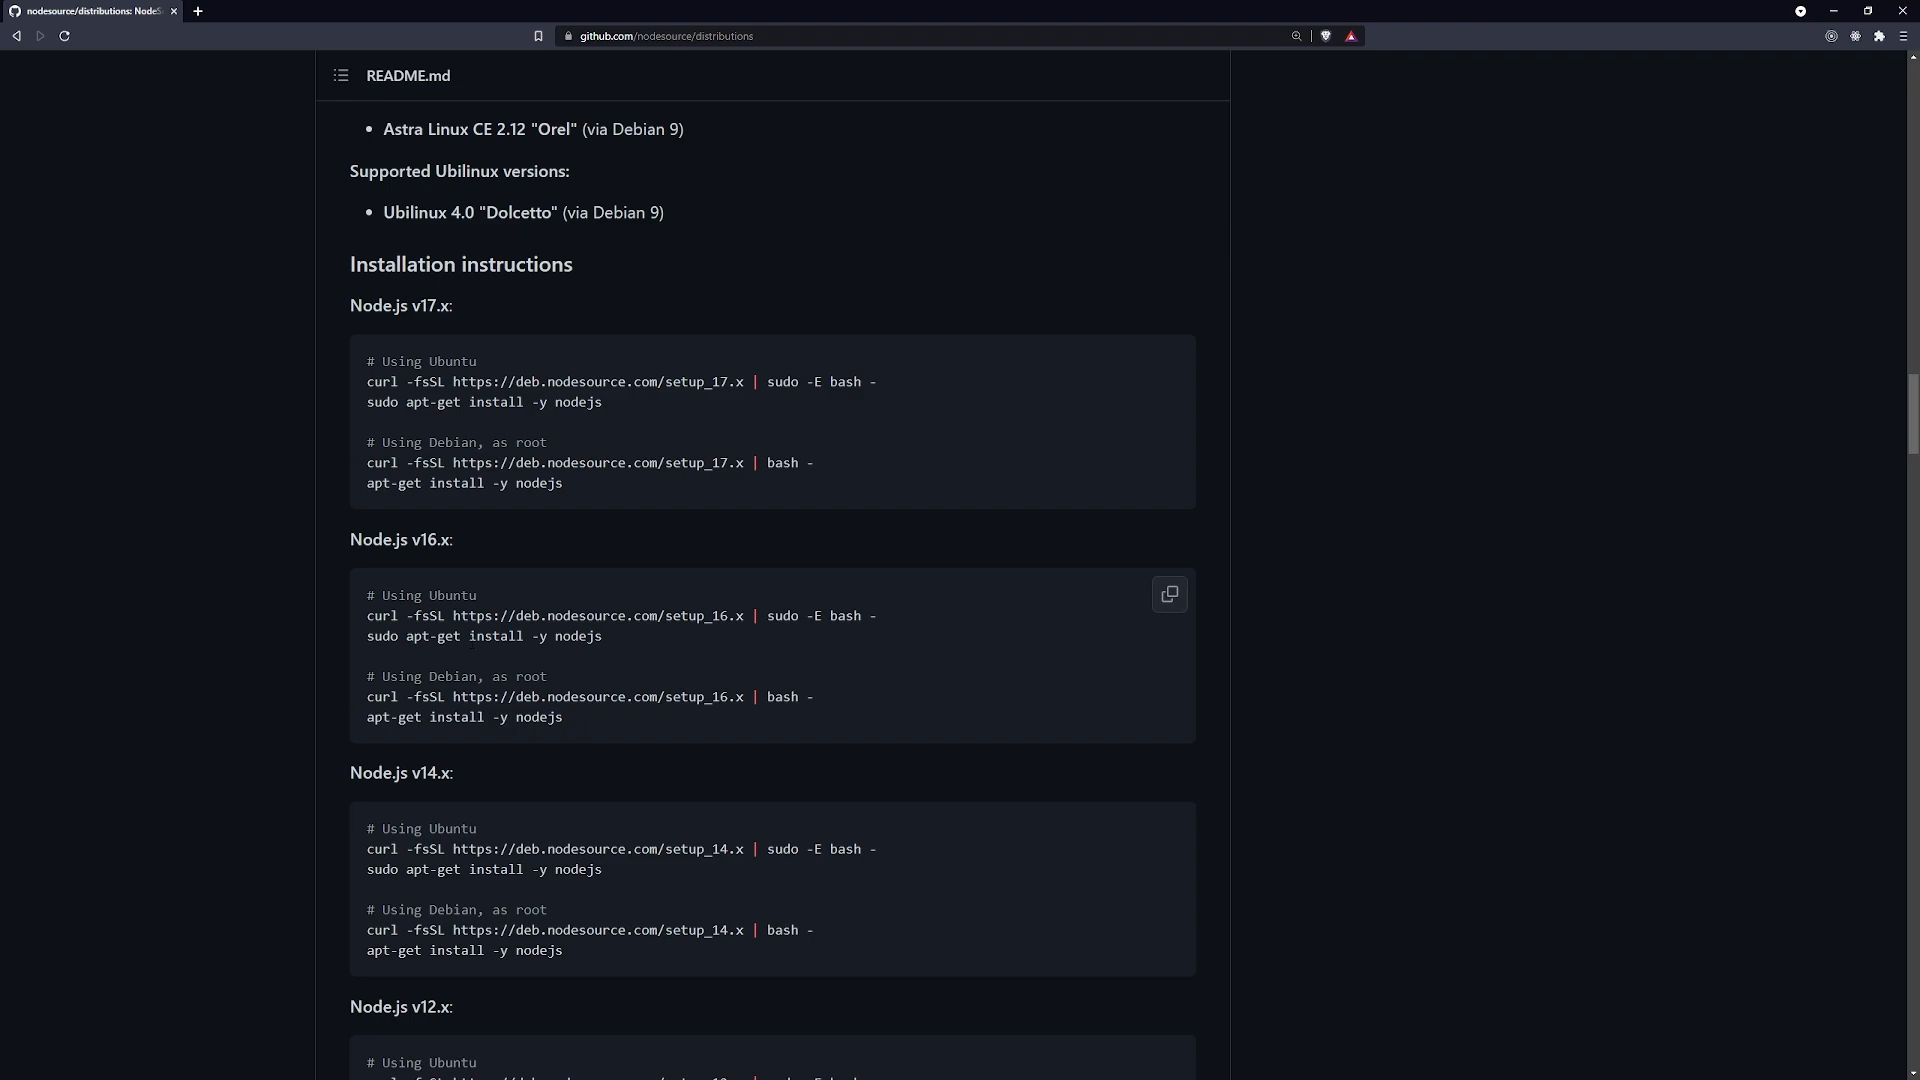 nodesource/distributions: NodeS
github.com/nodesource/distributions
README.md
• Astra Linux CE 2.12 "Orel" (via Debian 9)
Supported Ubilinux versions:
• Ubilinux 4.0 "Dolcetto" (via Debian 9)
Installation instructions
Node.js v17.x:
# Using Ubuntu
curl -fsSL https://deb.nodesource.com/setup_17.x | sudo -E bash -
sudo apt-get install -y nodejs
# Using Debian, as root
curl -fsSL https://deb.nodesource.com/setup_17.x | bash -
apt-get install -y nodejs
Node.js v16.x:
# Using Ubuntu
curl -fsSL https://deb.nodesource.com/setup_16.x | sudo -E bash -
sudo apt-get install -y nodejs
# Using Debian, as root
curl -fsSL https://deb.nodesource.com/setup_16.x | bash -
apt-get install -y nodejs
Node.js v14.x:
# Using Ubuntu
curl -fsSL https://deb.nodesource.com/setup_14.x | sudo -E bash -
sudo apt-get install -y nodejs
# Using Debian, as root
curl -fsSL https://deb.nodesource.com/setup_14.x | bash -
apt-get install -y nodejs
Node.js v12.x:
# Using Ubuntu